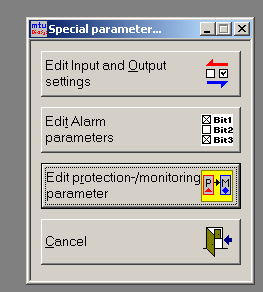 mtu
Special parameter...
Edit Input and Output
settings
Edit Alarm
parameters
Bit1
Bit2
Bit3
Edit protection-/monitoring
parameter
P M
Cancel